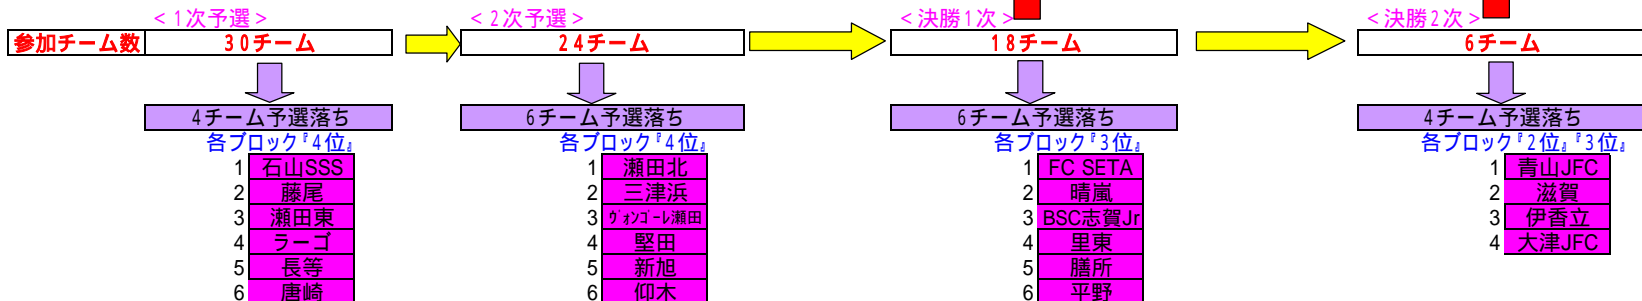 <1次予選> <2次予選> <決勝1次> <決勝2次>
参加チーム数 30チーム 24チーム 18チーム 6チーム
4チーム予選落ち 6チーム予選落ち 6チーム予選落ち 4チーム予選落ち
各ブロック『4位』 各ブロック『4位』 各ブロック『3位』 各ブロック『2位』『3位』
1 石山SSS 1 瀬田北 1 FC SETA 1 青山JFC
2 藤尾 2 三津浜 2 晴嵐 2 滋賀
3 瀬田東 3 ヴォンゴーレ瀬田 3 BSC志賀Jr 3 伊香立
4 ラーゴ 4 堅田 4 里東 4 大津JFC
5 長等 5 新旭 5 膳所
6 唐崎 6 仰木 6 平野